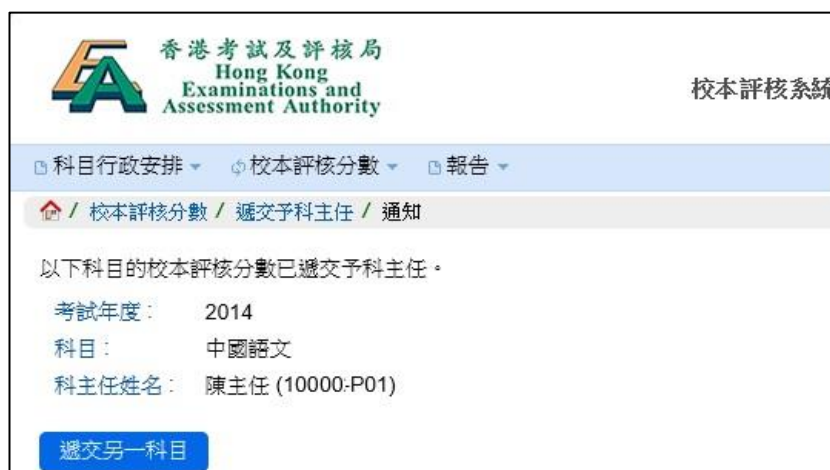 香港考試及評核局
Hong Kong
Examinations and
Assessment Authority
校本評核系統
科目行政安排 校本評核分數 報告
/ 校本評核分數 / 遞交予科主任 / 通知
以下科目的校本評核分數已遞交予科主任。
考試年度： 2014
科目： 中國語文
科主任姓名： 陳主任 (10000-P01)
遞交另一科目